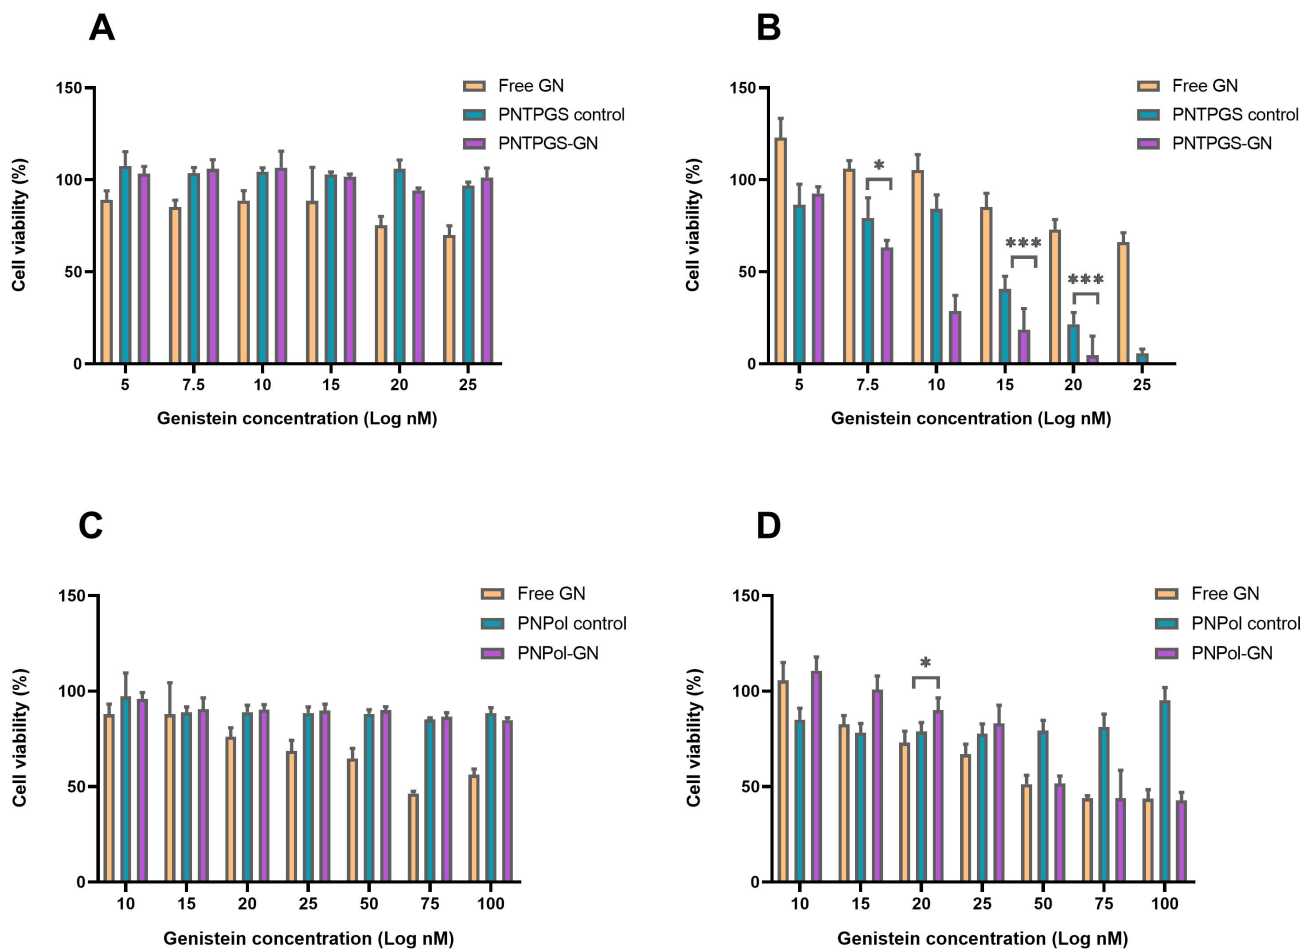 A
150
100
50
0
Cell viability (%)
Free GN
PNTPGS control
PNTPGS-GN
5 7.5 10 15 20 25
Genistein concentration (Log nM)
B
150
100
50
0
Cell viability (%)
Free GN
PNTPGS control
PNTPGS-GN
*
***
***
5 7.5 10 15 20 25
Genistein concentration (Log nM)
C
150
100
50
0
Cell viability (%)
Free GN
PNPol control
PNPol-GN
10 15 20 25 50 75 100
Genistein concentration (Log nM)
D
150
100
50
0
Cell viability (%)
Free GN
PNPol control
PNPol-GN
*
10 15 20 25 50 75 100
Genistein concentration (Log nM)